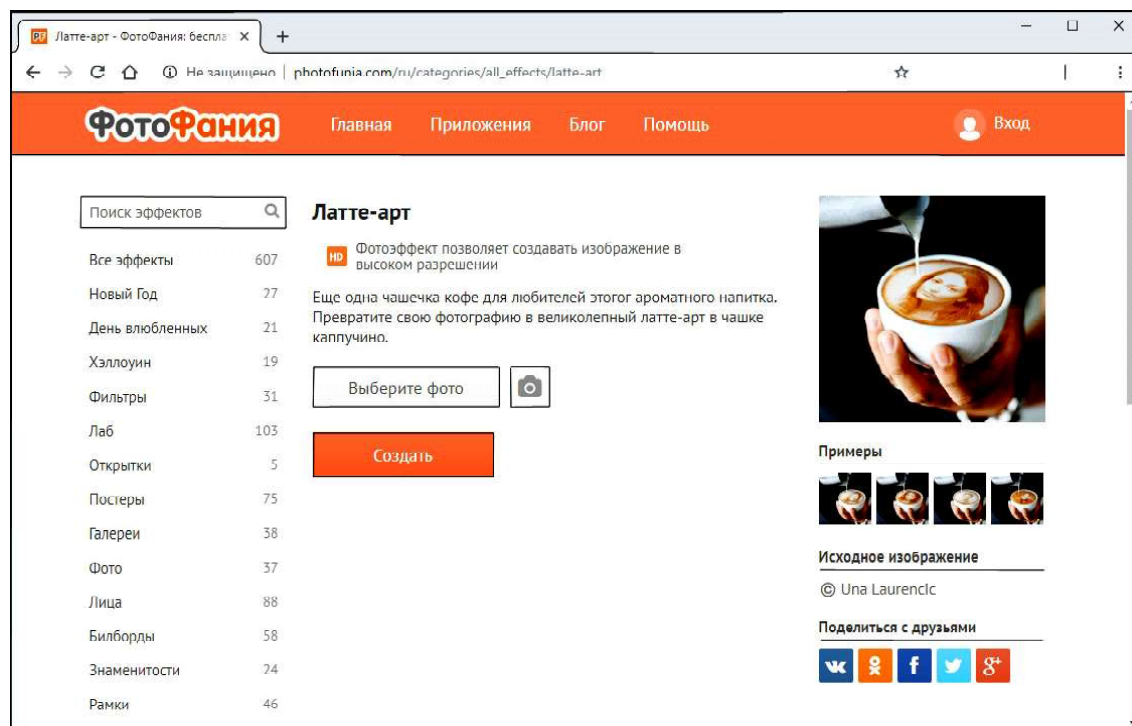 Латте-арт - ФотоФания: беспла
Не защищено photofunia.com/ru/categories/all_effects/latte-art
ФотоФания Главная Приложения Блог Помощь Вход
Поиск эффектов
Все эффекты 607
Новый Год 27
День влюбленных 21
Хэллоуин 19
Фильтры 31
Лаб 103
Открытки 5
Постеры 75
Галереи 38
Фото 37
Лица 88
Билборды 58
Знаменитости 24
Рамки 46
Латте-арт
HD Фотоэффект позволяет создавать изображение в
высоком разрешении
Еще одна чашечка кофе для любителей этогог ароматного напитка.
Превратите свою фотографию в великолепный латте-арт в чашке
каппучино.
Выберите фото
Создать
Примеры
Исходное изображение
© Una Laurencic
Поделиться с друзьями